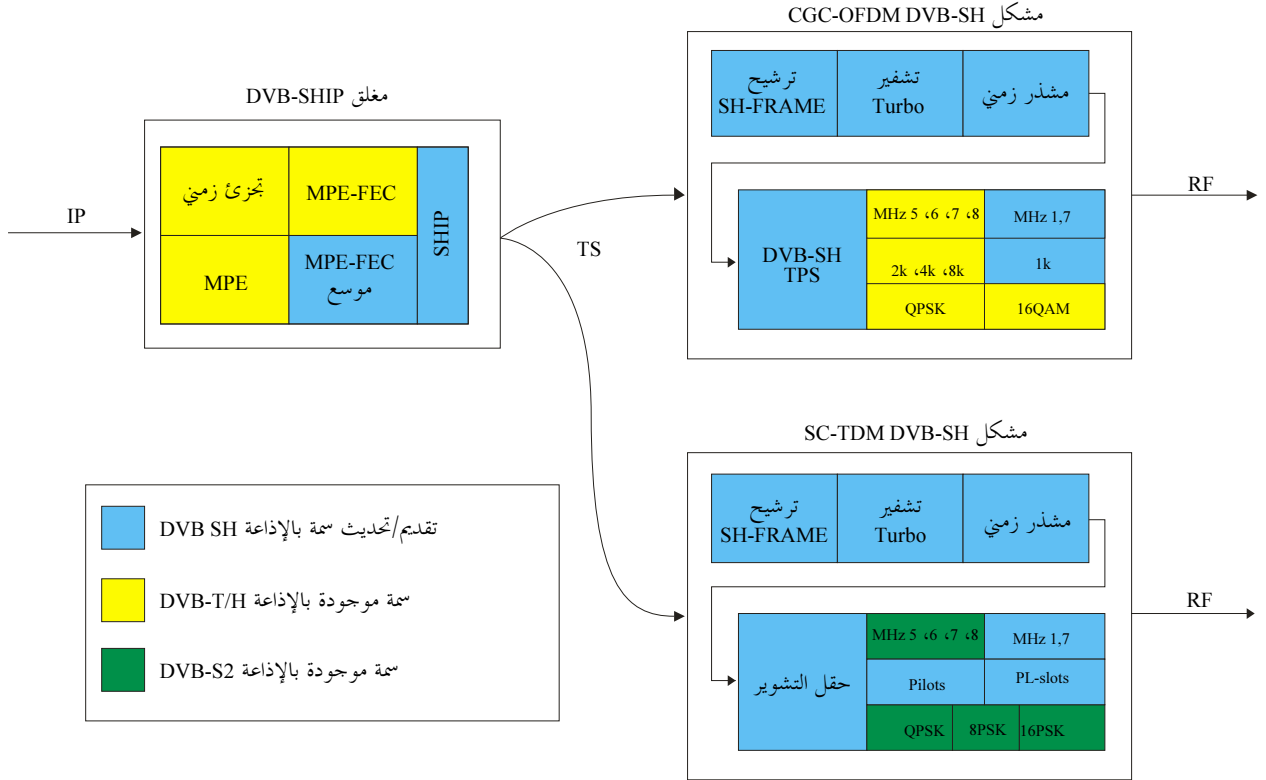 مشكل CGC-OFDM DVB-SH
ترشيح
SH-FRAME
تشفير
Turbo
مشذر زمني
مغلق DVB-SHIP
تجزئ زمني
MPE-FEC
SHIP
MPE
MPE-FEC
موسع
IP
TS
RF
DVB-SH
TPS
MHz 5 ،6 ،7 ،8
MHz 1,7
2k ،4k ،8k
1k
QPSK
16QAM
مشكل SC-TDM DVB-SH
ترشيح
SH-FRAME
تشفير
Turbo
مشذر زمني
RF
حقل التشوير
MHz 5 ،6 ،7 ،8
MHz 1,7
Pilots
PL-slots
QPSK
8PSK
16PSK
تقديم/تحديث سمة بالإذاعة DVB SH
سمة موجودة بالإذاعة DVB-T/H
سمة موجودة بالإذاعة DVB-S2